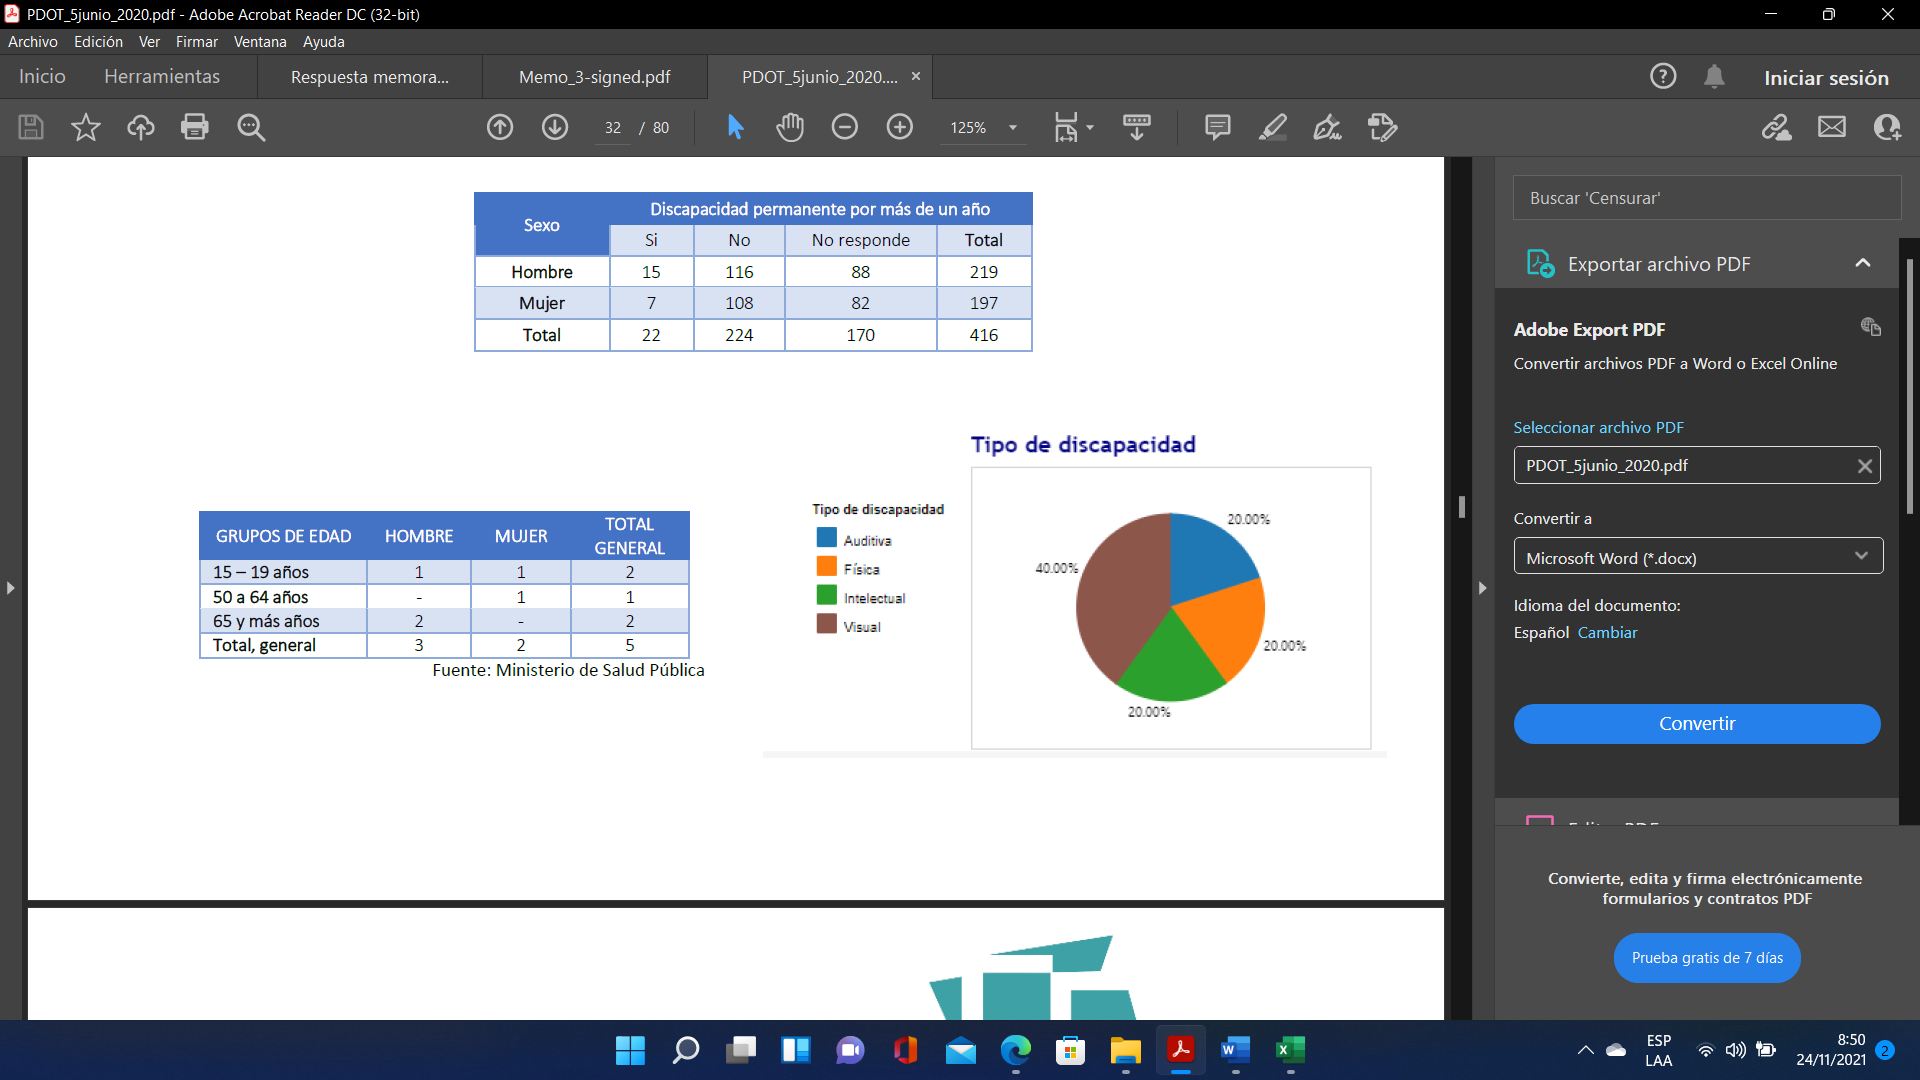 PDOT_5junio_2020.pdf - Adobe Acrobat Reader DC (32-bit)
Archivo Edición Ver Firmar Ventana Ayuda
Inicio Herramientas Respuesta memora... Memo_3-signed.pdf PDOT_5junio_2020.... Iniciar sesión
32 / 80 125%
Sexo Discapacidad permanente por más de un año
Si No No responde Total
Hombre 15 116 88 219
Mujer 7 108 82 197
Total 22 224 170 416
GRUPOS DE EDAD HOMBRE MUJER TOTAL GENERAL
15 – 19 años 1 1 2
50 a 64 años - 1 1
65 y más años 2 - 2
Total, general 3 2 5
Fuente: Ministerio de Salud Pública
Tipo de discapacidad
Tipo de discapacidad
Auditiva
Física
Intelectual
Visual
20.00%
40.00%
20.00%
20.00%
Buscar 'Censurar'
Exportar archivo PDF
Adobe Export PDF
Convertir archivos PDF a Word o Excel Online
Seleccionar archivo PDF
PDOT_5junio_2020.pdf
Convertir a
Microsoft Word (*.docx)
Idioma del documento:
Español Cambiar
Convertir
Convierte, edita y firma electrónicamente
formularios y contratos PDF
Prueba gratis de 7 días
ESP
LAA
8:50
24/11/2021
2